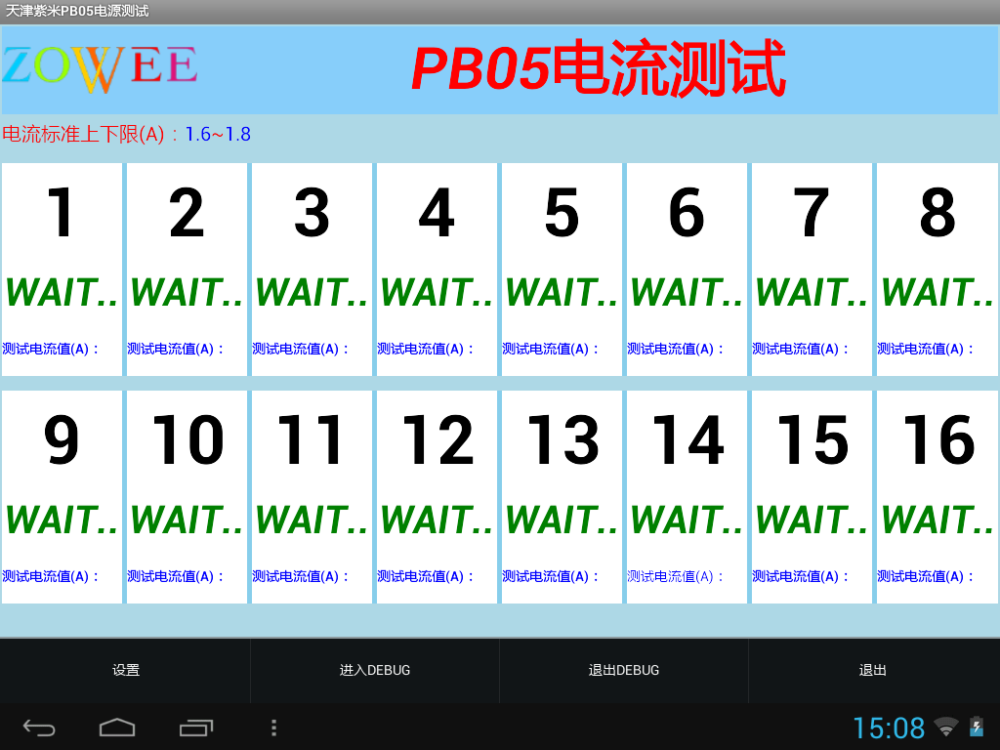 天津紫米PB05电源测试
ZOWEE
PB05电流测试
电流标准上下限(A)：1.6~1.8
1 2 3 4 5 6 7 8
WAIT.. WAIT.. WAIT.. WAIT.. WAIT.. WAIT.. WAIT.. WAIT..
测试电流值(A)： 测试电流值(A)： 测试电流值(A)： 测试电流值(A)： 测试电流值(A)： 测试电流值(A)： 测试电流值(A)： 测试电流值(A)：
9 10 11 12 13 14 15 16
WAIT.. WAIT.. WAIT.. WAIT.. WAIT.. WAIT.. WAIT.. WAIT..
测试电流值(A)： 测试电流值(A)： 测试电流值(A)： 测试电流值(A)： 测试电流值(A)： 测试电流值(A)： 测试电流值(A)： 测试电流值(A)：
设置 进入DEBUG 退出DEBUG 退出
15:08